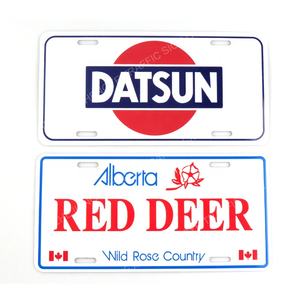 DATSUN
Alberta
RED DEER
Wild Rose Country